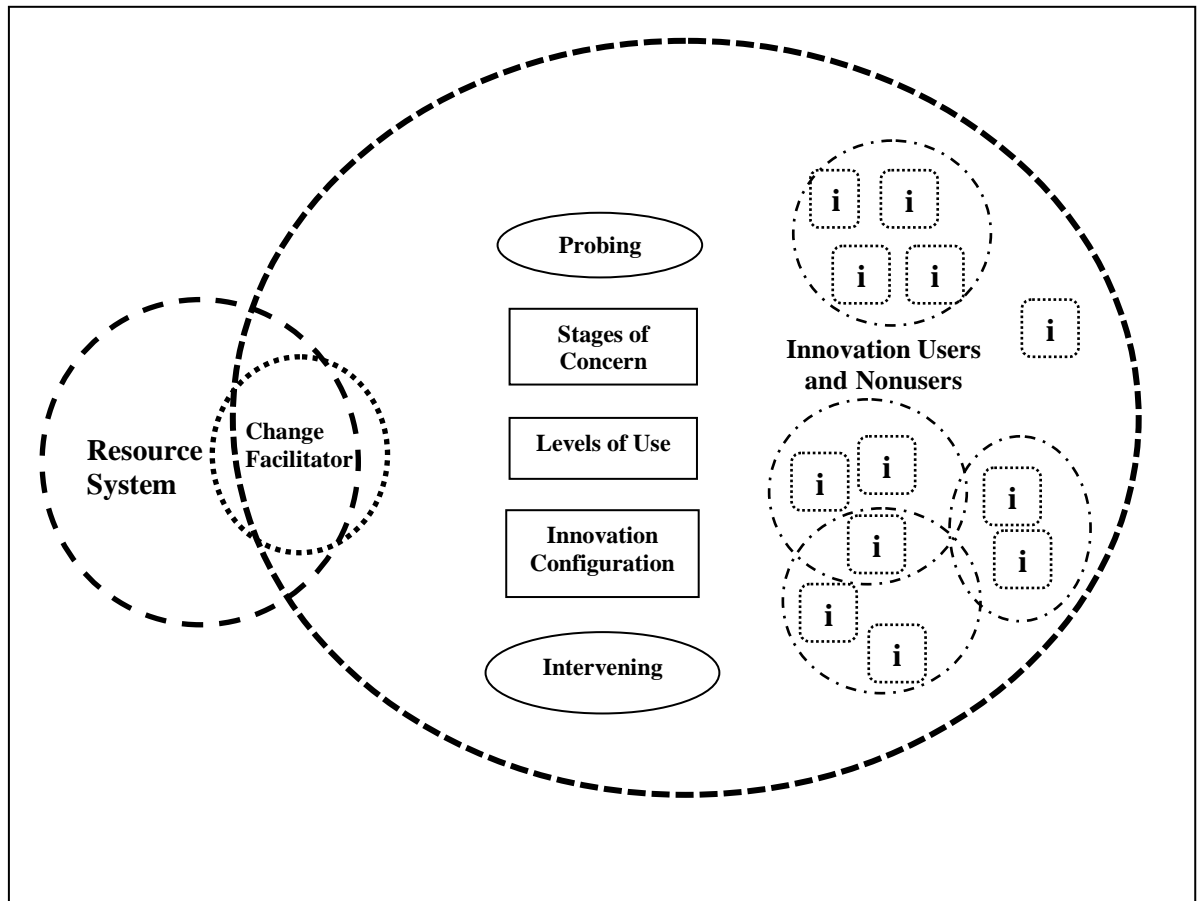 Probing
Stages of
Concern
Levels of Use
Innovation
Configuration
Intervening
Resource
System
Change
Facilitator
Innovation Users
and Nonusers
i
i
i
i
i
i
i
i
i
i
i
i